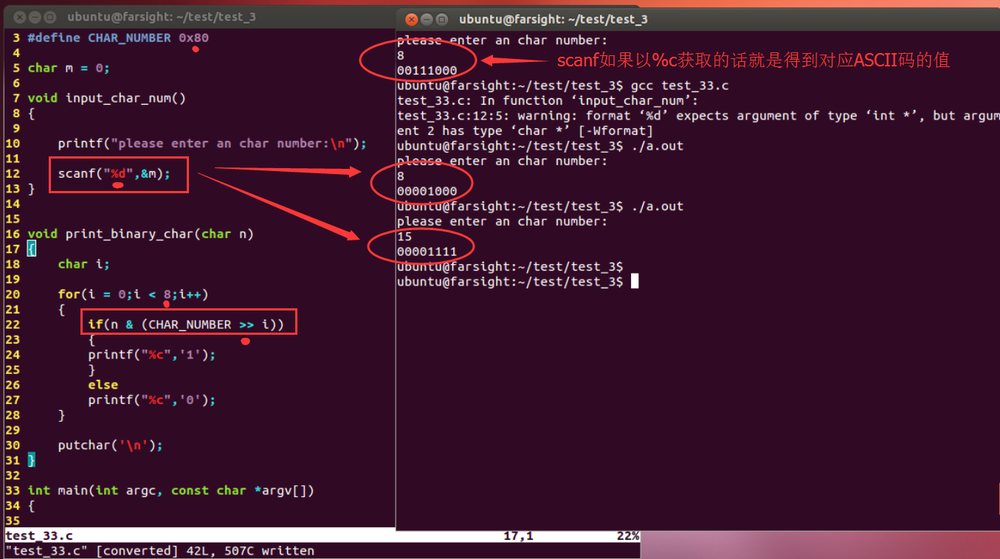 ubuntu@farsight: ~/test/test_3
3 #define CHAR_NUMBER 0x80
4
5 char m = 0;
6
7 void input_char_num()
8 {
9
10 printf("please enter an char number:\n");
11
12 scanf("%d",&m);
13 }
14
15
16 void print_binary_char(char n)
17 {
18 char i;
19
20 for(i = 0;i < 8;i++)
21 {
22 if(n & (CHAR_NUMBER >> i))
23 {
24 printf("%c",'1');
25 }
26 else
27 printf("%c",'0');
28 }
29
30 putchar('\n');
31 }
32
33 int main(int argc, const char *argv[])
34 {
35
test_33.c 17,1 22%
"test_33.c" [converted] 42L, 507C written
ubuntu@farsight: ~/test/test_3
please enter an char number:
8
00111000
scanf如果以%c获取的话就是得到对应ASCII码的值
ubuntu@farsight:~/test/test_3$ gcc test_33.c
test_33.c: In function ‘input_char_num’:
test_33.c:12:5: warning: format ‘%d’ expects argument of type ‘int *’, but argum
ent 2 has type ‘char *’ [-Wformat]
ubuntu@farsight:~/test/test_3$ ./a.out
please enter an char number:
8
00001000
ubuntu@farsight:~/test/test_3$ ./a.out
please enter an char number:
15
00001111
ubuntu@farsight:~/test/test_3$
ubuntu@farsight:~/test/test_3$